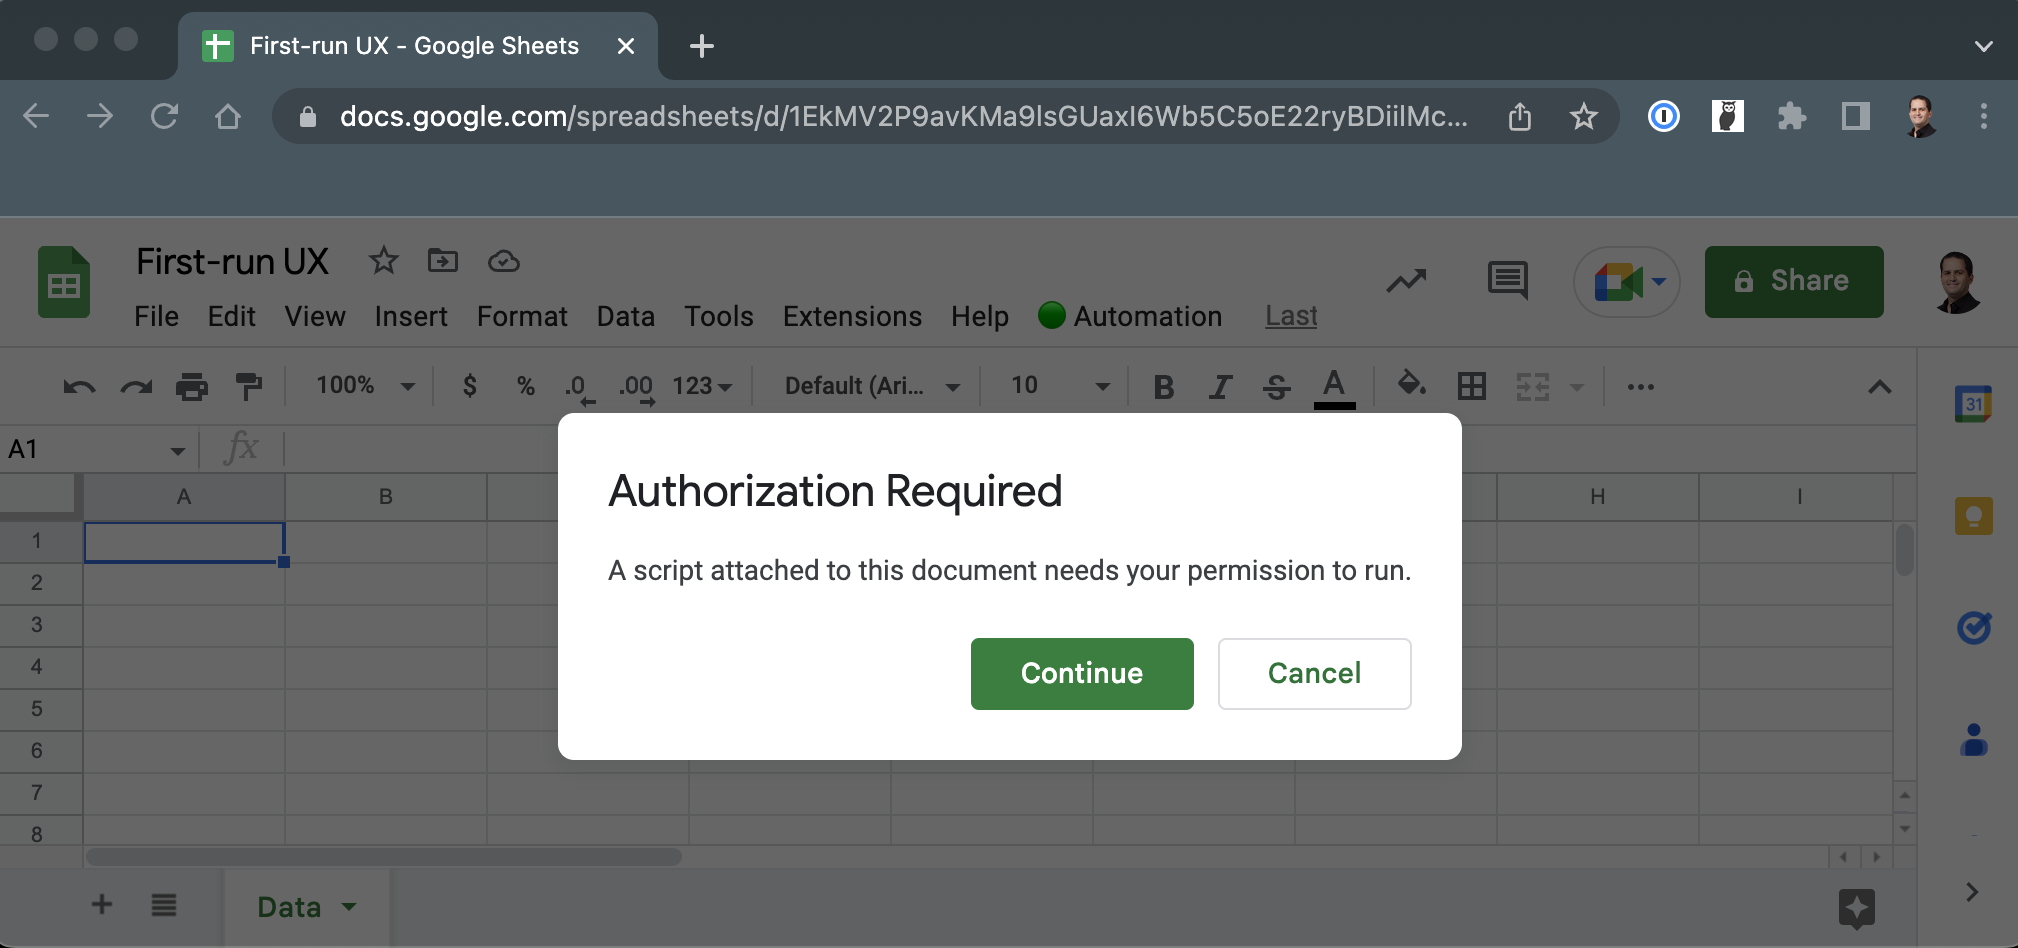 First-run UX - Google Sheets
docs.google.com/spreadsheets/d/1EkMV2P9avKMa9lsGUaxI6Wb5C5oE22ryBDiilMc...
First-run UX
Share
File Edit View Insert Format Data Tools Extensions Help Automation Last
100% $ % .0 .00 123 Default (Ari... 10 B I S A
31
A1 fx
A B H I
Authorization Required
A script attached to this document needs your permission to run.
Continue Cancel
1
2
3
4
5
6
7
8
Data